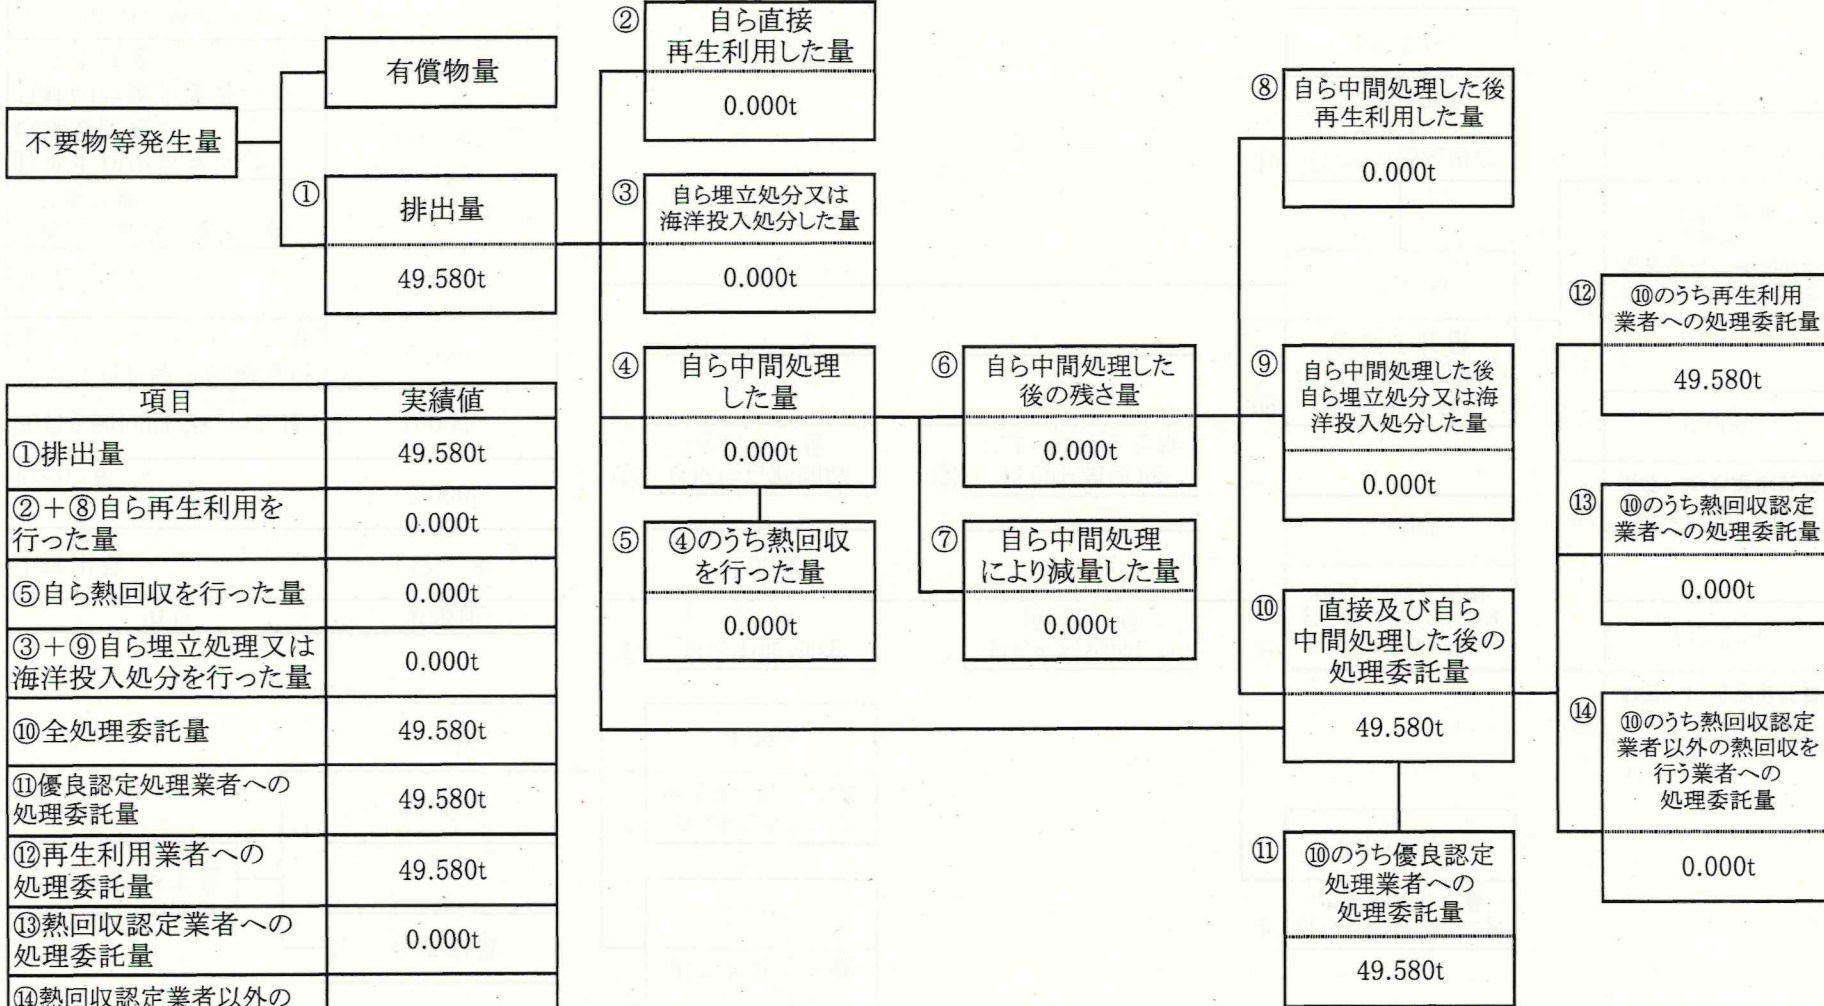 不要物等発生量
有償物量
①
排出量
49.580t
②
自ら直接
再生利用した量
0.000t
③
自ら埋立処分又は
海洋投入処分した量
0.000t
④
自ら中間処理
した量
0.000t
⑤
④のうち熱回収
を行った量
0.000t
⑥
自ら中間処理した
後の残さ量
0.000t
⑦
自ら中間処理
により減量した量
0.000t
⑧
自ら中間処理した後
再生利用した量
0.000t
⑨
自ら中間処理した後
自ら埋立処分又は海
洋投入処分した量
0.000t
⑩
直接及び自ら
中間処理した後の
処理委託量
49.580t
⑪
⑩のうち優良認定
処理業者への
処理委託量
49.580t
⑫
⑩のうち再生利用
業者への処理委託量
49.580t
⑬
⑩のうち熱回収認定
業者への処理委託量
0.000t
⑭
⑩のうち熱回収認定
業者以外の熱回収を
行う業者への
処理委託量
0.000t
項目 実績値
①排出量 49.580t
②+⑧自ら再生利用を
行った量 0.000t
⑤自ら熱回収を行った量 0.000t
③+⑨自ら埋立処理又は
海洋投入処分を行った量 0.000t
⑩全処理委託量 49.580t
⑪優良認定処理業者への
処理委託量 49.580t
⑫再生利用業者への
処理委託量 49.580t
⑬熱回収認定業者への
処理委託量 0.000t
⑭熱回収認定業者以外の